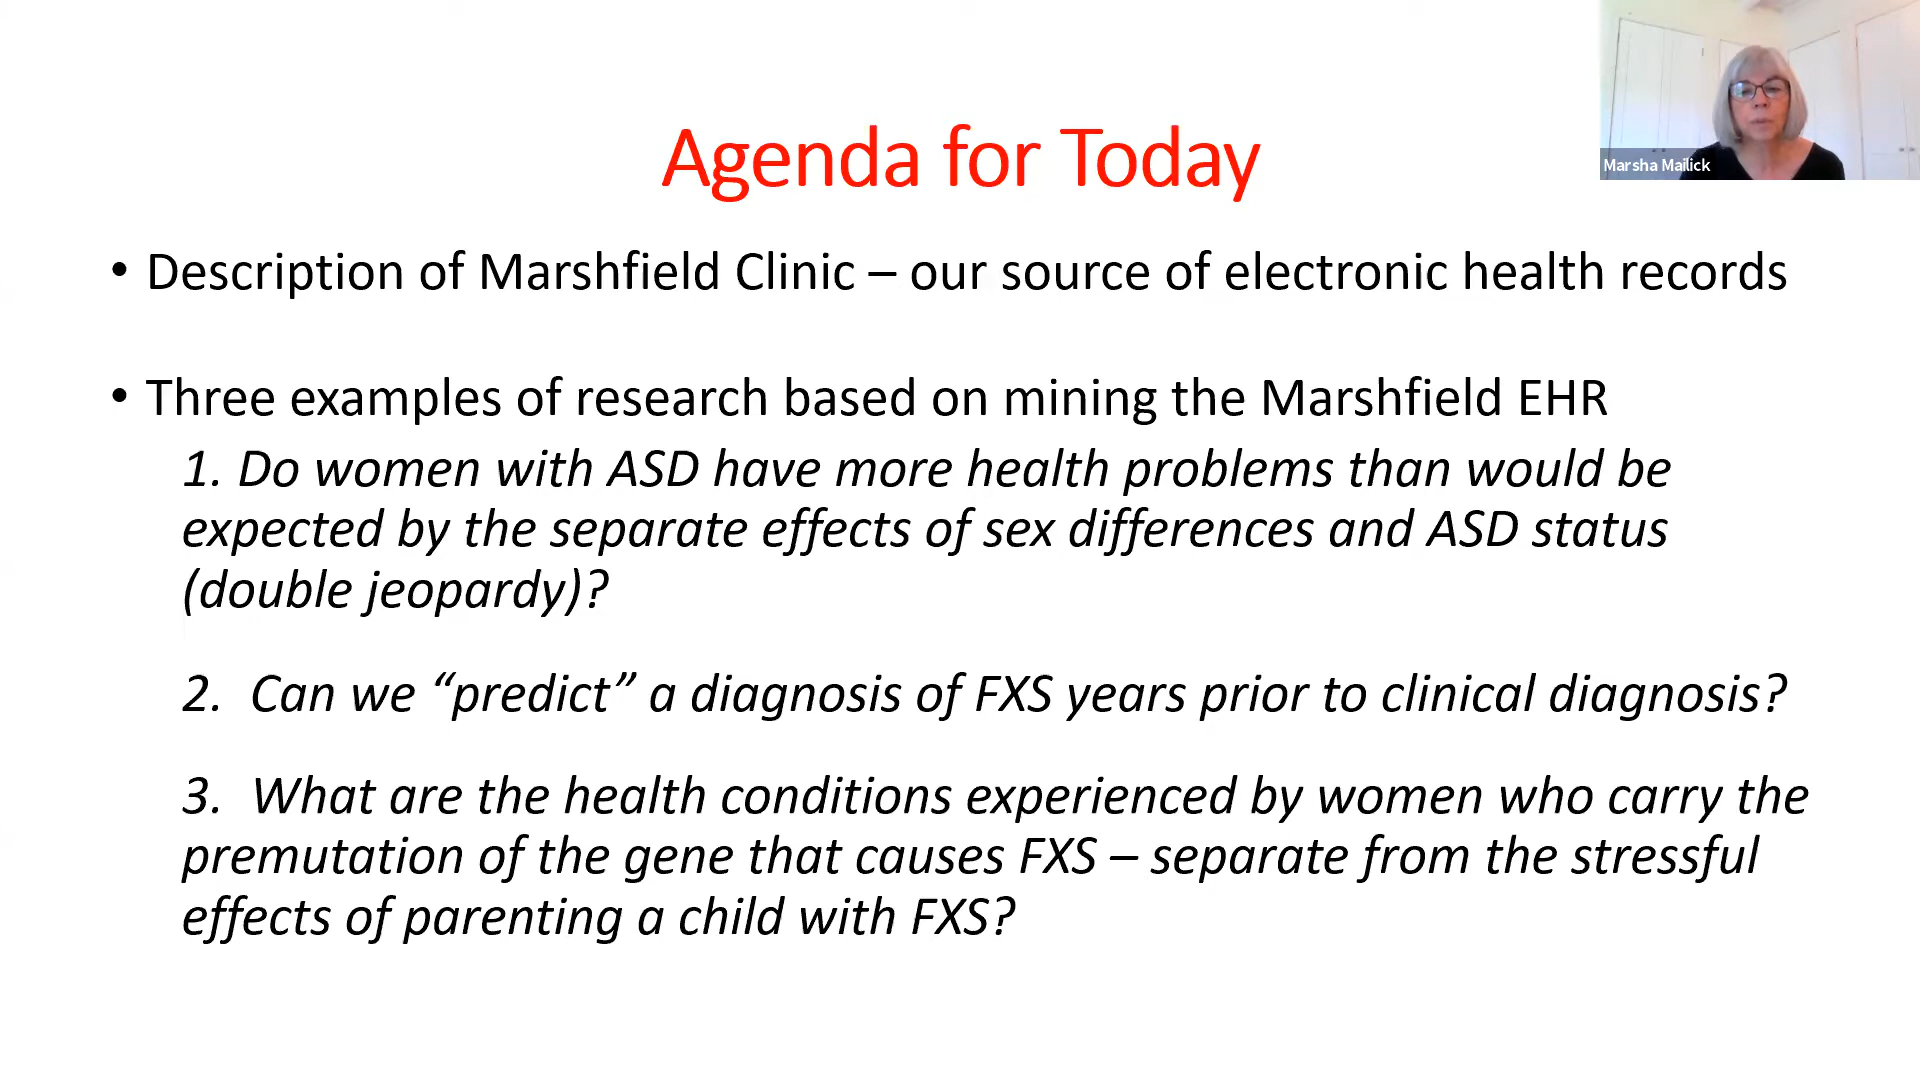 Marsha Mailick
Agenda for Today
• Description of Marshfield Clinic – our source of electronic health records
• Three examples of research based on mining the Marshfield EHR
1. Do women with ASD have more health problems than would be
expected by the separate effects of sex differences and ASD status
(double jeopardy)?
2. Can we “predict” a diagnosis of FXS years prior to clinical diagnosis?
3. What are the health conditions experienced by women who carry the
premutation of the gene that causes FXS – separate from the stressful
effects of parenting a child with FXS?